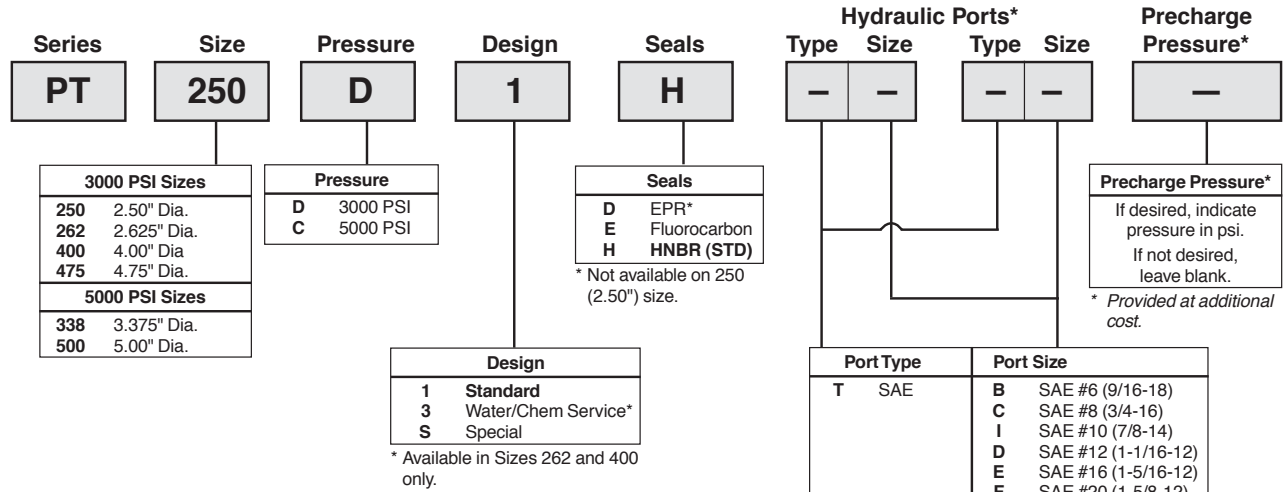 Hydraulic Ports*
Precharge
Pressure*
Series Size Pressure Design Seals Type Size Type Size
PT 250 D 1 H – – – – –
3000 PSI Sizes
250 2.50" Dia.
262 2.625" Dia.
400 4.00" Dia
475 4.75" Dia.
5000 PSI Sizes
338 3.375" Dia.
500 5.00" Dia.
Pressure
D 3000 PSI
C 5000 PSI
Seals
D EPR*
E Fluorocarbon
H HNBR (STD)
* Not available on 250
(2.50") size.
Precharge Pressure*
If desired, indicate
pressure in psi.
If not desired,
leave blank.
* Provided at additional
cost.
Design
1 Standard
3 Water/Chem Service*
S Special
* Available in Sizes 262 and 400
only.
Port Type Port Size
T SAE
B SAE #6 (9/16-18)
C SAE #8 (3/4-16)
I SAE #10 (7/8-14)
D SAE #12 (1-1/16-12)
E SAE #16 (1-5/16-12)
F SAE #20 (1-5/8-12)